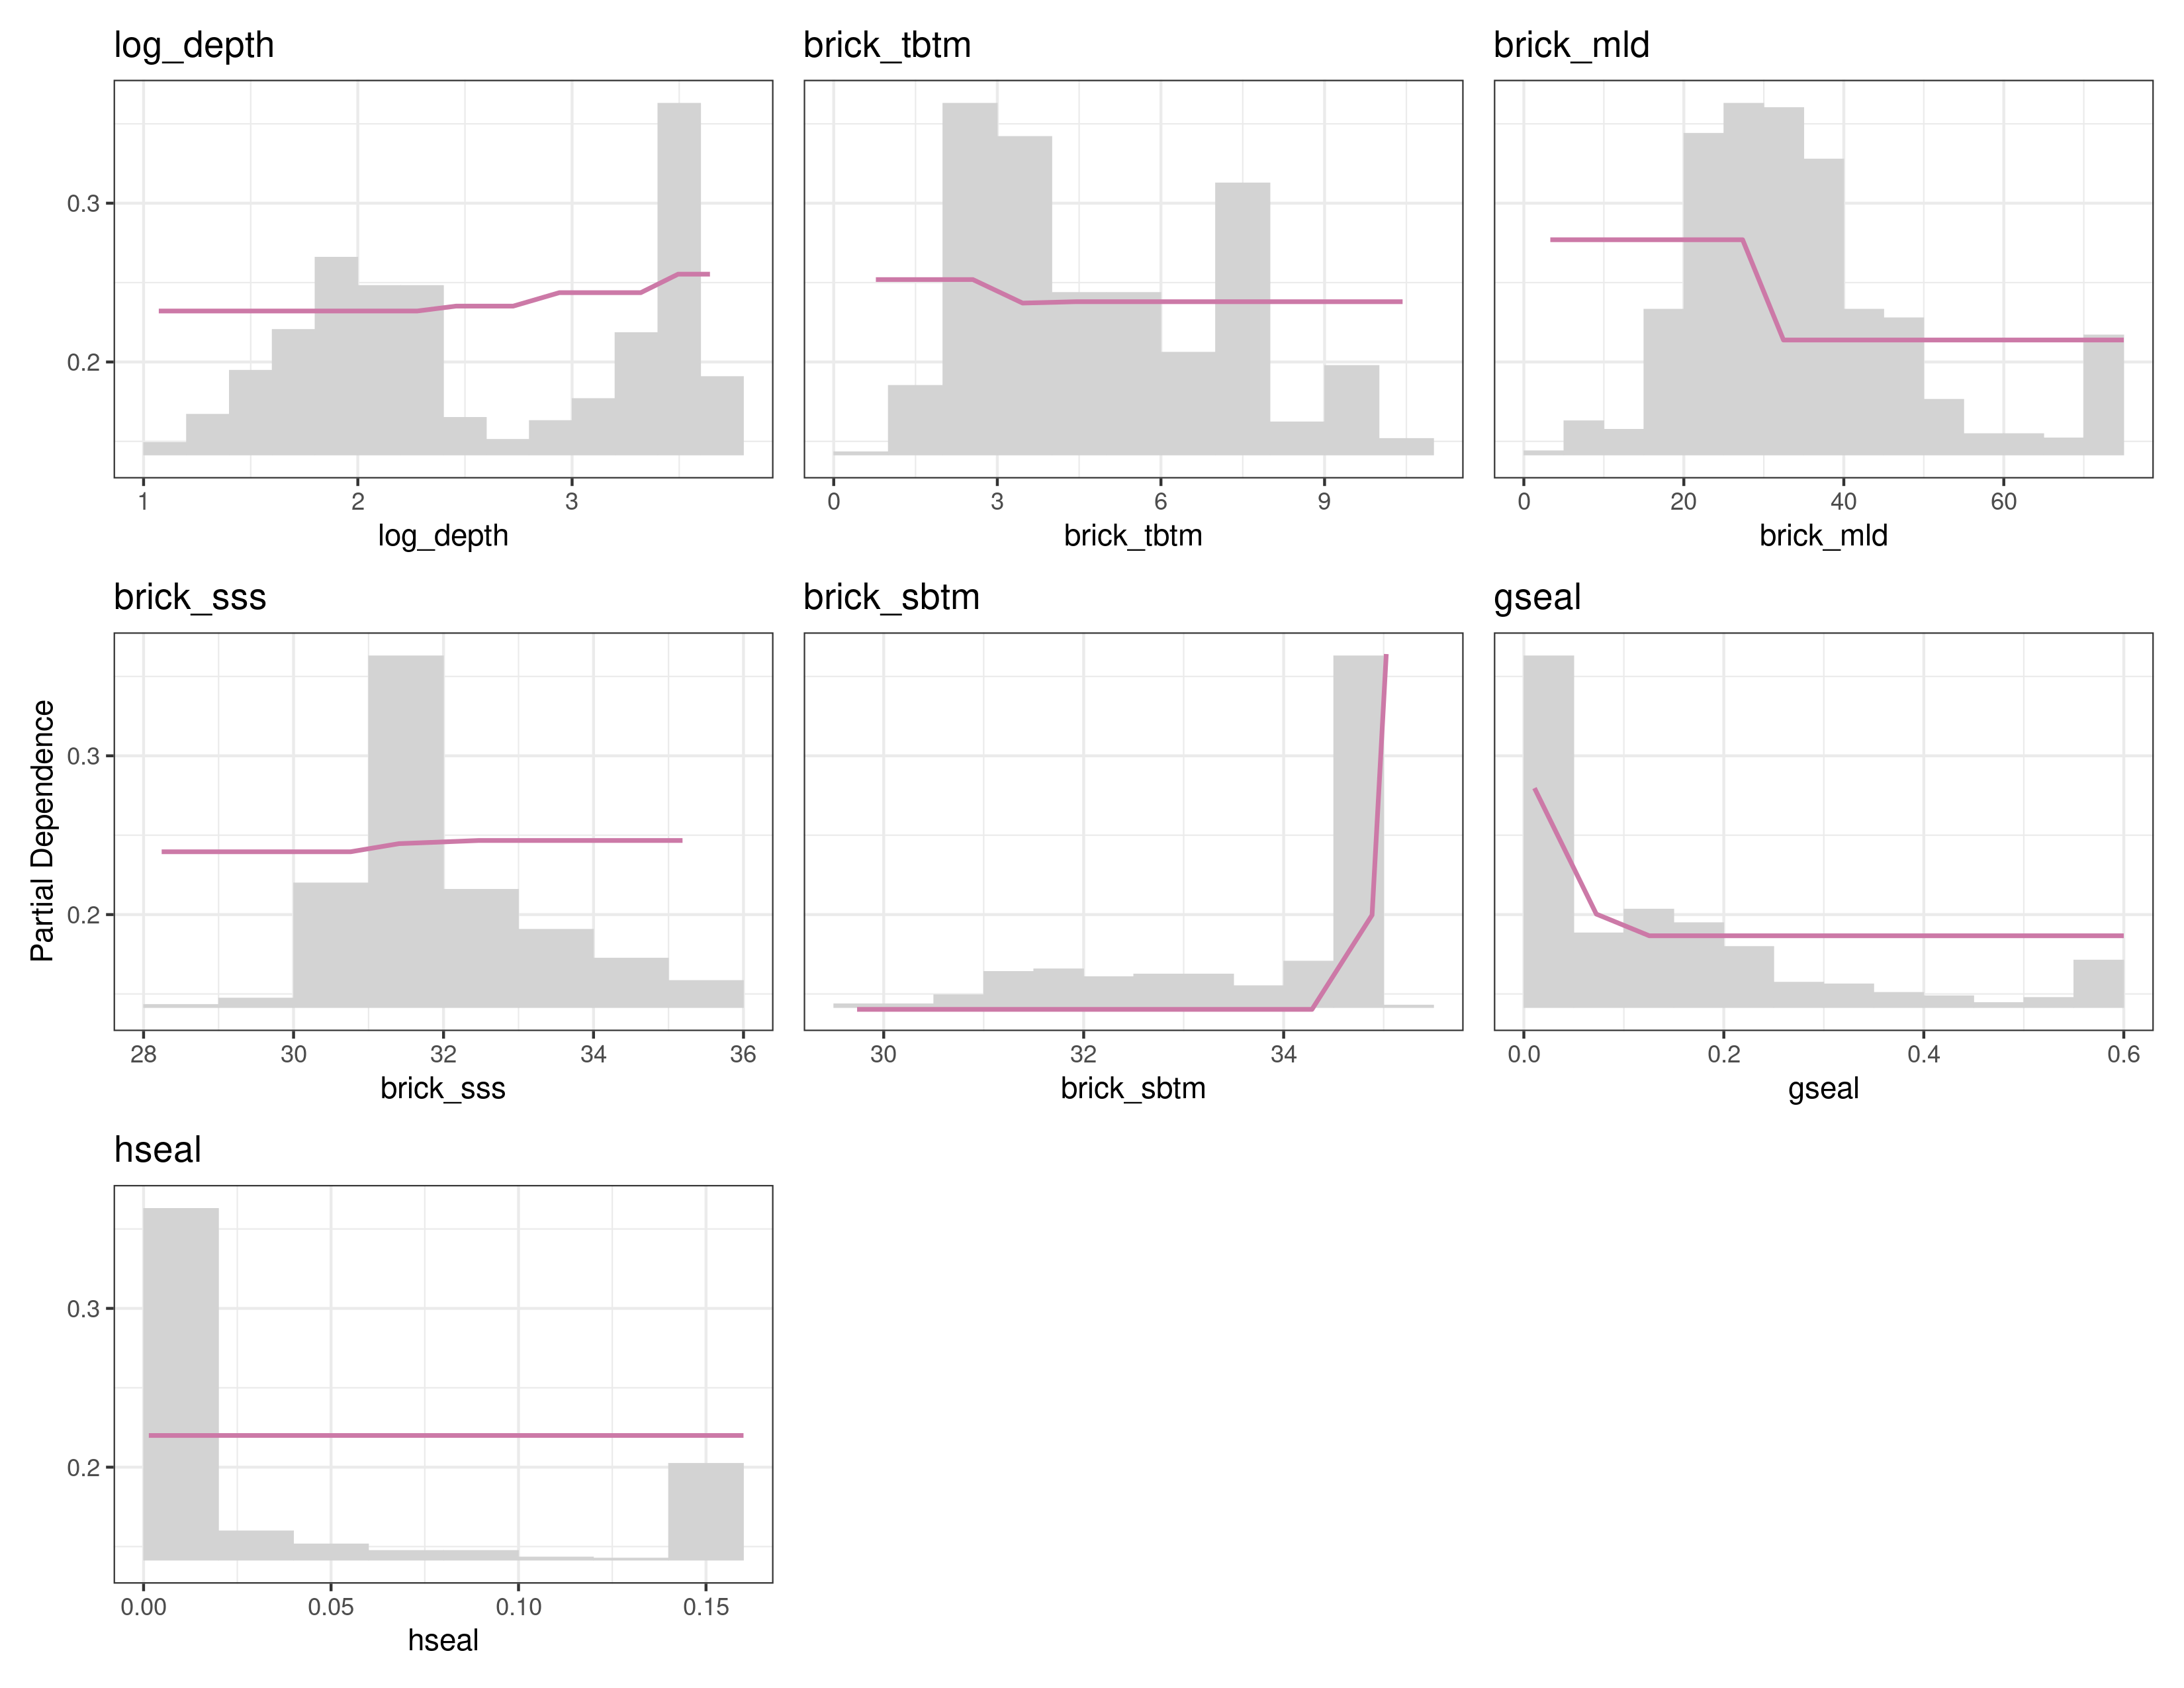 log_depth
brick_tbtm
brick_mld
0.3
0.2
1 2 3
0 3 6 9
0 20 40 60
log_depth
brick_tbtm
brick_mld
brick_sss
brick_sbtm
gseal
Partial Dependence
0.3
0.2
28 30 32 34 36
30 32 34
0.0 0.2 0.4 0.6
brick_sss
brick_sbtm
gseal
hseal
0.3
0.2
0.00 0.05 0.10 0.15
hseal